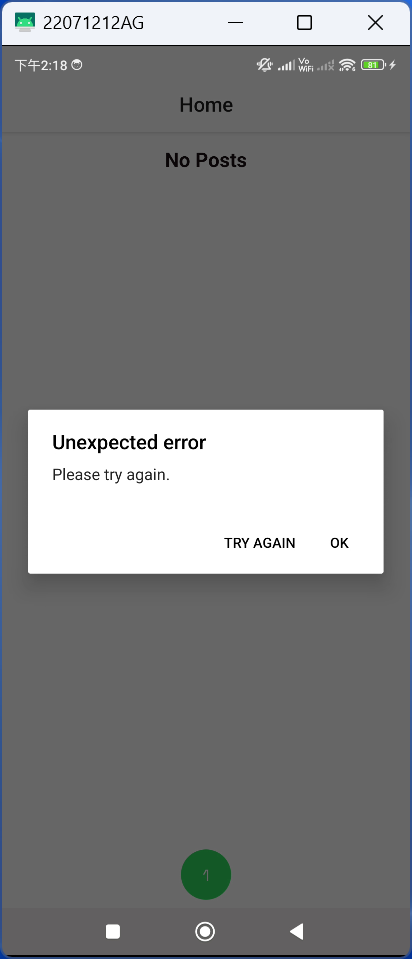 22071212AG
下午2:18
Vo
WiFi
81
Home
No Posts
Unexpected error
Please try again.
TRY AGAIN
OK